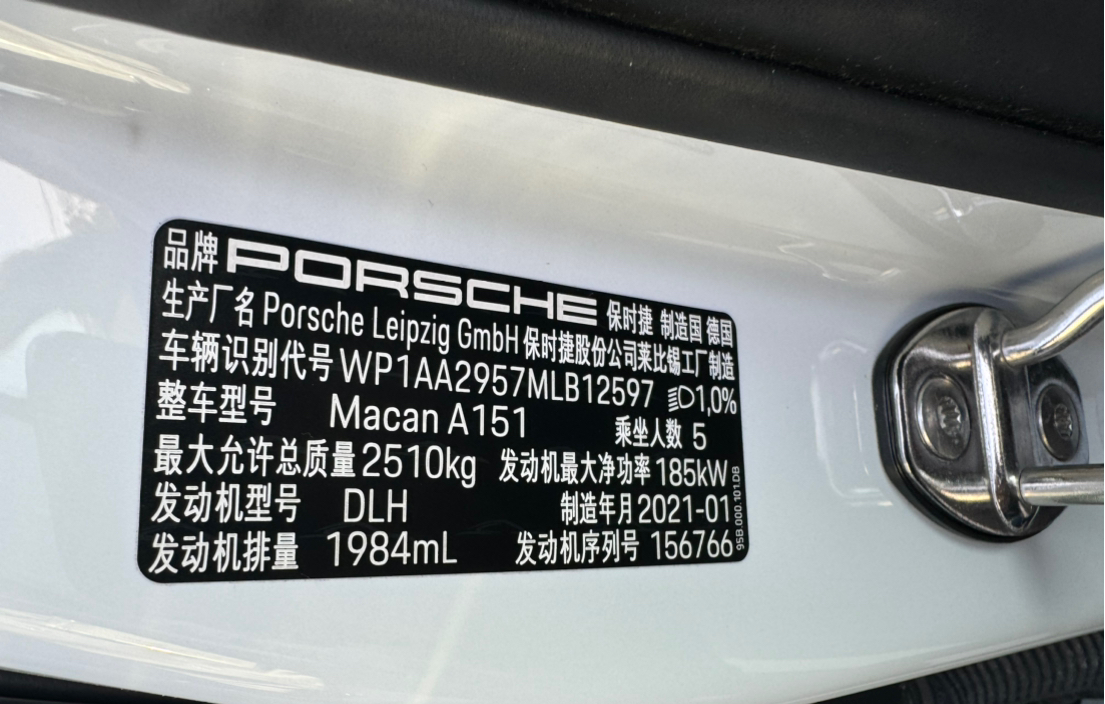 品牌 PORSCHE 保时捷 制造国 德国
生产厂名 Porsche Leipzig GmbH 保时捷股份公司莱比锡工厂制造
车辆识别代号 WP1AA2957MLB12597 1,0%
整车型号 Macan A151 乘坐人数 5
最大允许总质量 2510kg 发动机最大净功率 185kW
发动机型号 DLH 制造年月 2021-01
发动机排量 1984mL 发动机序列号 156766
95B.000.101.DB